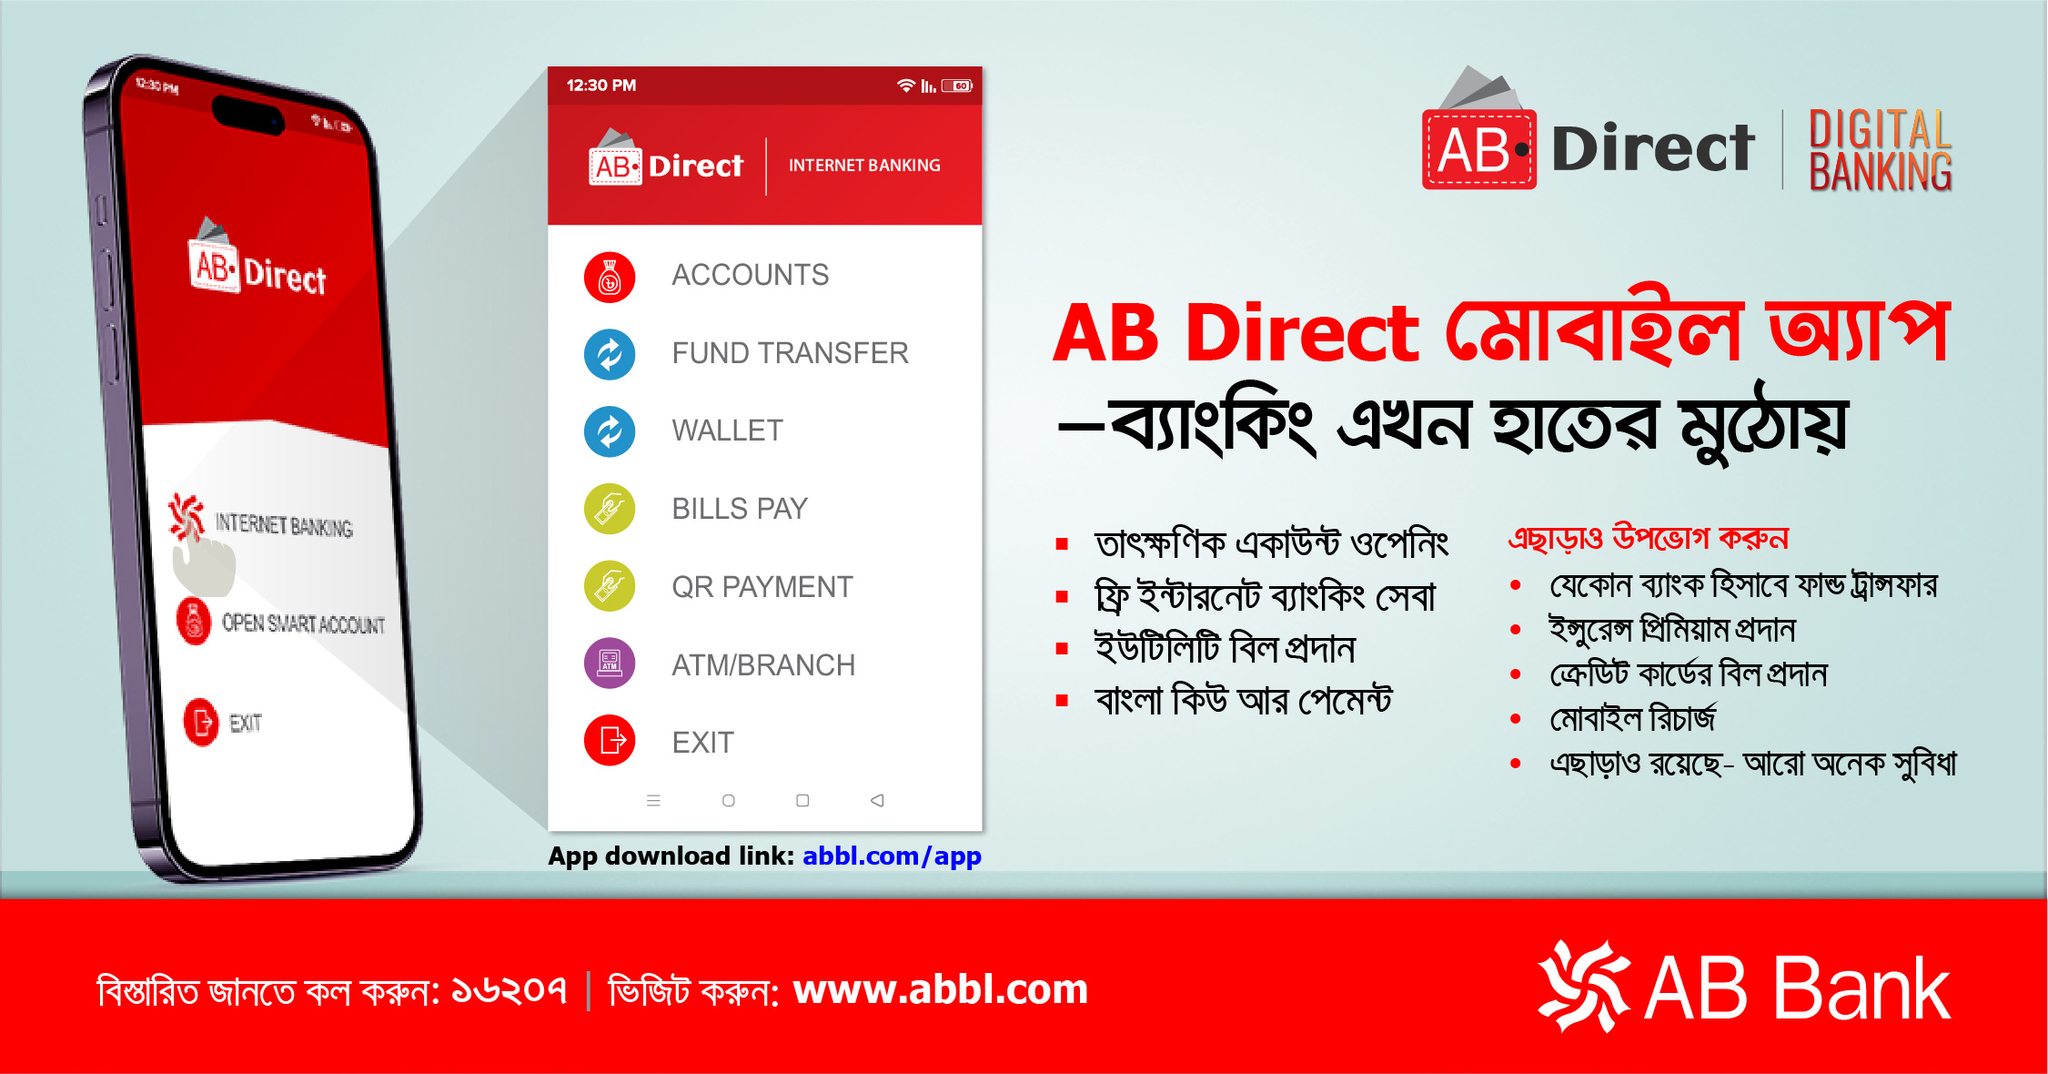 12:30 PM
AB Direct
INTERNET BANKING
OPEN SMART ACCOUNT
EXIT
12:30 PM
60
AB Direct | INTERNET BANKING
ACCOUNTS
FUND TRANSFER
WALLET
BILLS PAY
QR PAYMENT
ATM
ATM/BRANCH
EXIT
App download link: abbl.com/app
AB Direct
DIGITAL
BANKING
AB Direct মোবাইল অ্যাপ
–ব্যাংকিং এখন হাতের মুঠোয়
▪ তাৎক্ষণিক একাউন্ট ওপেনিং
▪ ফ্রি ইন্টারনেট ব্যাংকিং সেবা
▪ ইউটিলিটি বিল প্রদান
▪ বাংলা কিউ আর পেমেন্ট
এছাড়াও উপভোগ করুন
• যেকোন ব্যাংক হিসাবে ফান্ড ট্রান্সফার
• ইন্সুরেন্স প্রিমিয়াম প্রদান
• ক্রেডিট কার্ডের বিল প্রদান
• মোবাইল রিচার্জ
• এছাড়াও রয়েছে- আরো অনেক সুবিধা
বিস্তারিত জানতে কল করুন: ১৬২০৭ | ভিজিট করুন: www.abbl.com
AB Bank